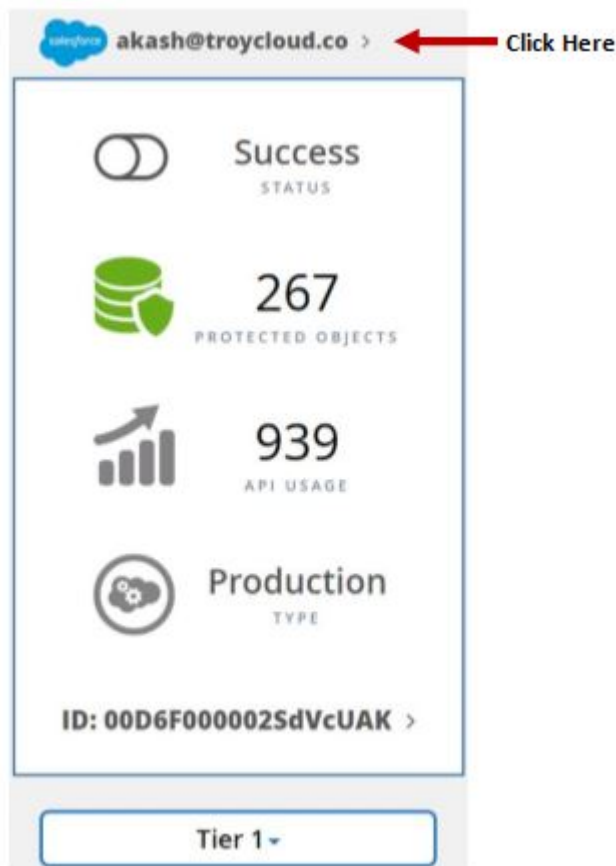 salesforce akash@troycloud.co > Click Here
Success
STATUS
267
PROTECTED OBJECTS
939
API USAGE
Production
TYPE
ID: 00D6F000002SdVcUAK >
Tier 1